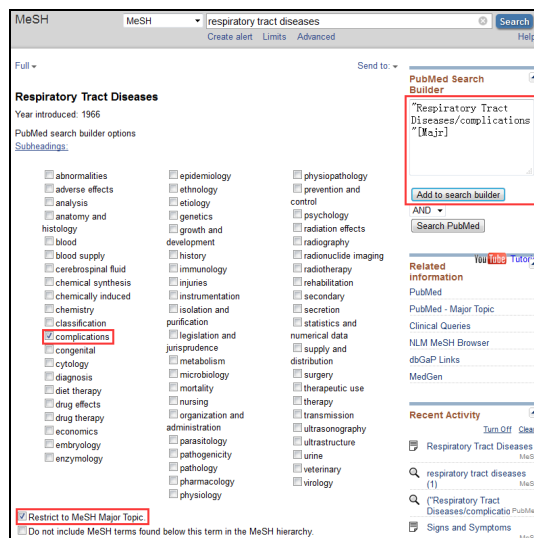 MeSH MeSH respiratory tract diseases Search
Create alert Limits Advanced Help
Full Send to:
Respiratory Tract Diseases
Year introduced: 1966
PubMed search builder options
Subheadings:
abnormalities
adverse effects
analysis
anatomy and
histology
blood
blood supply
cerebrospinal fluid
chemical synthesis
chemically induced
chemistry
classification
complications
congenital
cytology
diagnosis
diet therapy
drug effects
drug therapy
economics
embryology
enzymology
epidemiology
ethnology
etiology
genetics
growth and
development
history
immunology
injuries
instrumentation
isolation and
purification
legislation and
jurisprudence
metabolism
microbiology
mortality
nursing
organization and
administration
parasitology
pathogenicity
pathology
pharmacology
physiology
physiopathology
prevention and
control
psychology
radiation effects
radiography
radionuclide imaging
radiotherapy
rehabilitation
secondary
secretion
statistics and
numerical data
supply and
distribution
surgery
therapeutic use
therapy
transmission
ultrasonography
ultrastructure
urine
veterinary
virology
Restrict to MeSH Major Topic.
Do not include MeSH terms found below this term in the MeSH hierarchy.
PubMed Search
Builder
"Respiratory Tract
Diseases/complications
"[Majr]
Add to search builder
AND
Search PubMed
You Tube Tutor
Related
information
PubMed
PubMed - Major Topic
Clinical Queries
NLM MeSH Browser
dbGaP Links
MedGen
Recent Activity
Turn Off Clea
Respiratory Tract Diseases
MeS
respiratory tract diseases
(1) MeS
("Respiratory Tract
Diseases/complicatio PubMe
Signs and Symptoms
MeS